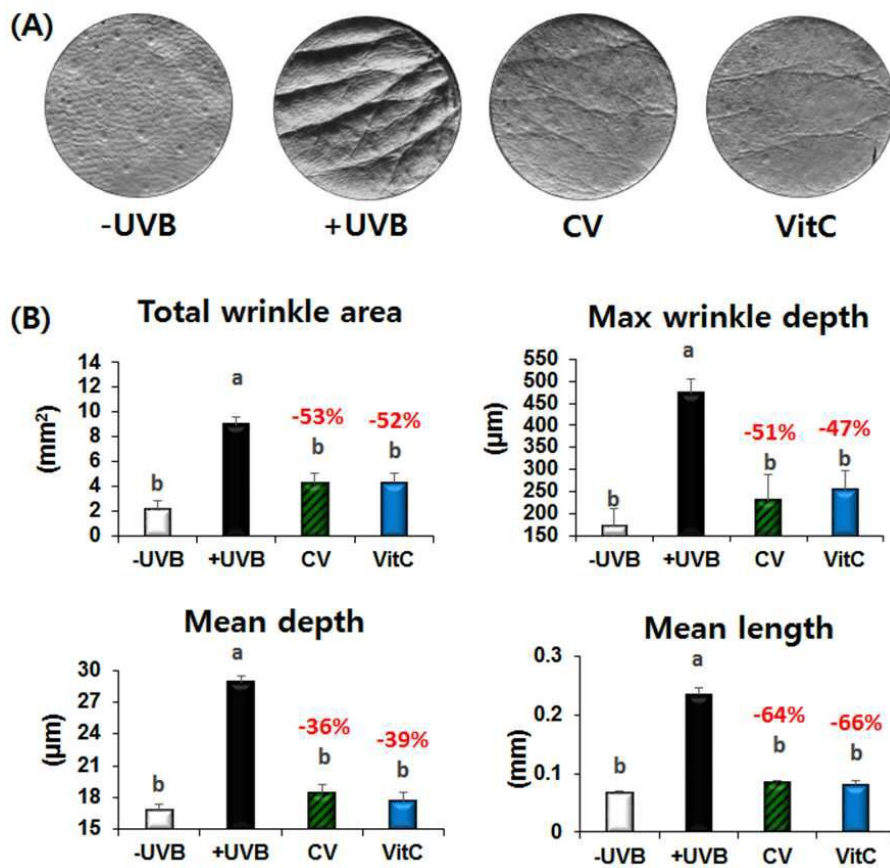 (A)
-UVB +UVB CV VitC
(B)
Total wrinkle area
(mm²)
14
12
10
8
6
4
2
0
b
a
-53%
b
-52%
b
-UVB +UVB CV VitC
Max wrinkle depth
(μm)
550
500
450
400
350
300
250
200
150
b
a
-51%
b
-47%
b
-UVB +UVB CV VitC
Mean depth
(μm)
30
27
24
21
18
15
b
a
-36%
b
-39%
b
-UVB +UVB CV VitC
Mean length
(mm)
0.3
0.2
0.1
0
b
a
-64%
b
-66%
b
-UVB +UVB CV VitC